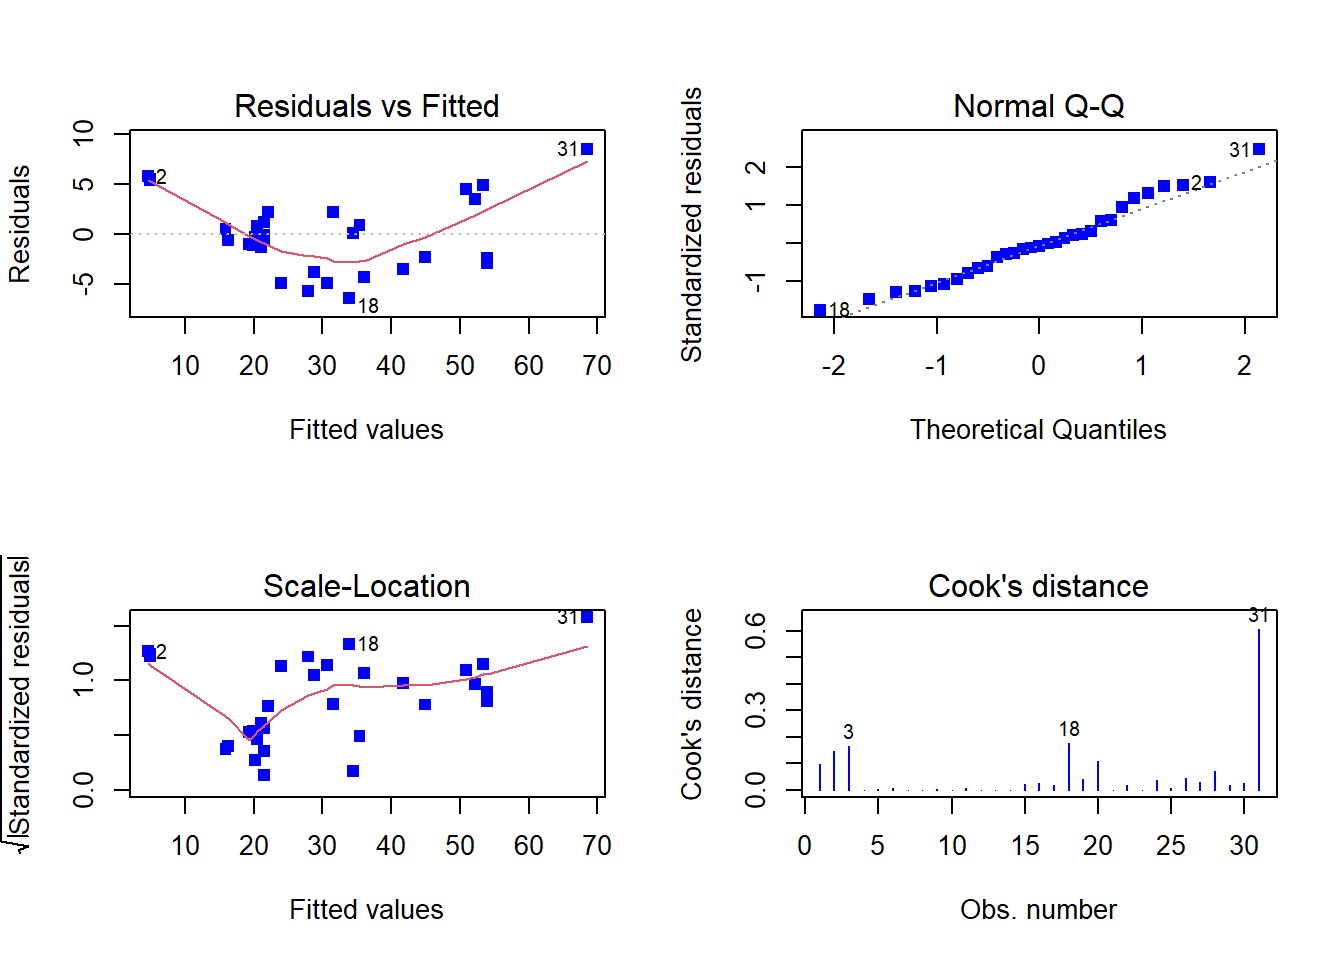 Residuals vs Fitted
Residuals
10
5
0
-5
2
31
18
10 20 30 40 50 60 70
Fitted values
Normal Q-Q
Standardized residuals
2
1
-1
31
2
18
-2 -1 0 1 2
Theoretical Quantiles
Scale-Location
√|Standardized residuals|
1.0
0.0
2
18
31
10 20 30 40 50 60 70
Fitted values
Cook's distance
Cook's distance
0.6
0.3
0.0
3
18
31
0 5 10 15 20 25 30
Obs. number